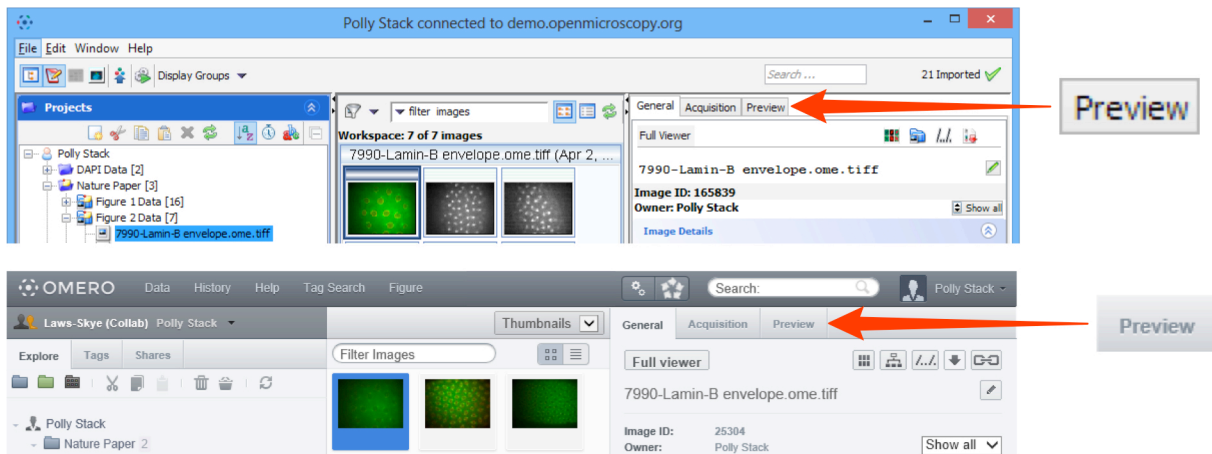 Polly Stack connected to demo.openmicroscopy.org
File Edit Window Help
Display Groups
Search ...
21 Imported
Projects
filter images
General Acquisition Preview
Preview
Workspace: 7 of 7 images
Full Viewer
Polly Stack
7990-Lamin-B envelope.ome.tiff (Apr 2, ...
DAPI Data [2]
7990-Lamin-B envelope.ome.tiff
Nature Paper [3]
Image ID: 165839
Figure 1 Data [16]
Owner: Polly Stack
Show all
Figure 2 Data [7]
7990-Lamin-B envelope.ome.tiff
Image Details
OMERO Data History Help Tag Search Figure
Search:
Polly Stack
Laws-Skye (Collab) Polly Stack
Thumbnails
General Acquisition Preview
Preview
Explore Tags Shares
Filter Images
Full viewer
7990-Lamin-B envelope.ome.tiff
Polly Stack
Image ID: 25304
Nature Paper 2
Owner: Polly Stack
Show all